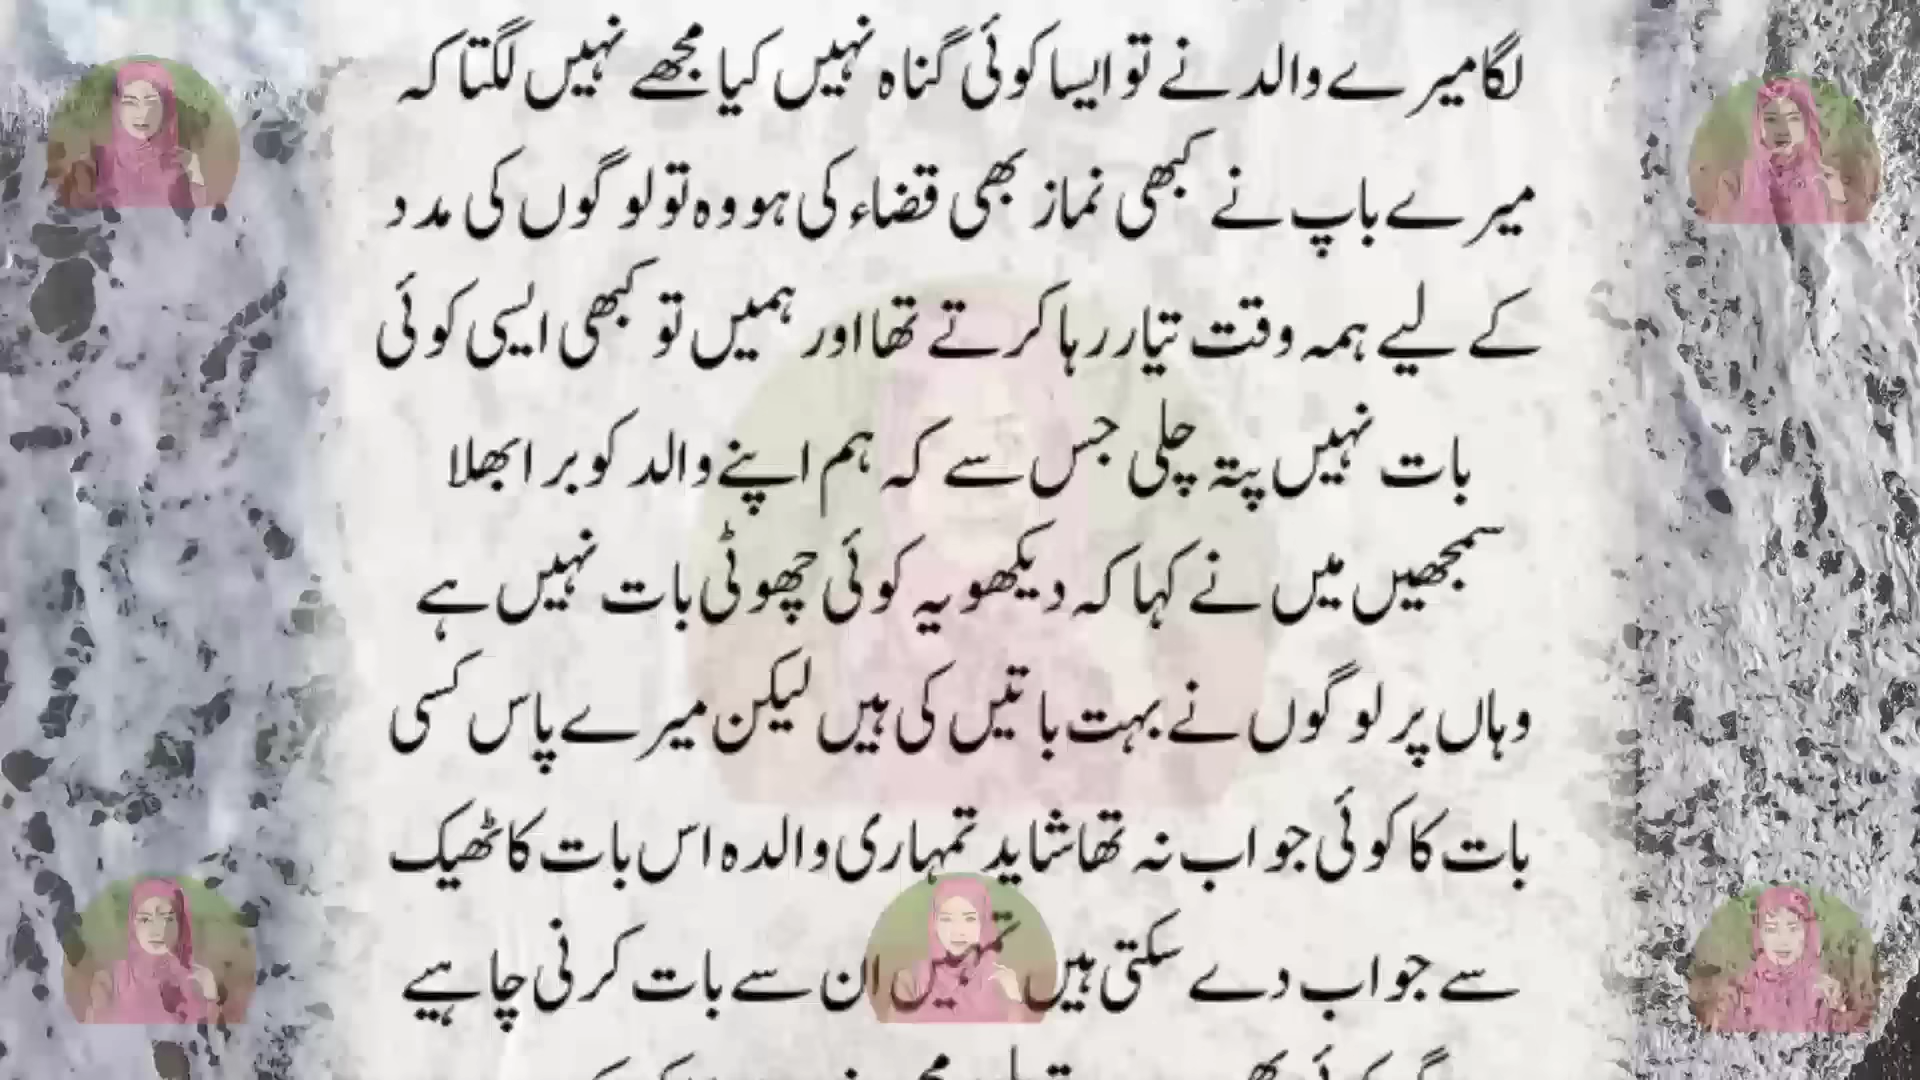 لگا میرے والد نے تو ایسا کوئی گناہ نہیں کیا مجھے نہیں لگتا کہ
میرے باپ نے کبھی نماز بھی قضاء کی ہو وہ تو لوگوں کی مدد
کے لیے ہمہ وقت تیار رہا کرتے تھا اور ہمیں تو کبھی ایسی کوئی
بات نہیں پتہ چلی جس سے کہ ہم اپنے والد کو برا بھلا
سمجھیں میں نے کہا کہ دیکھو یہ کوئی چھوٹی بات نہیں ہے
وہاں پر لوگوں نے بہت باتیں کی ہیں لیکن میرے پاس کسی
بات کا کوئی جواب نہ تھا شاید تمہاری والدہ اس بات کا ٹھیک
سے جواب دے سکتی ہیں تمہیں ان سے بات کرنی چاہیے